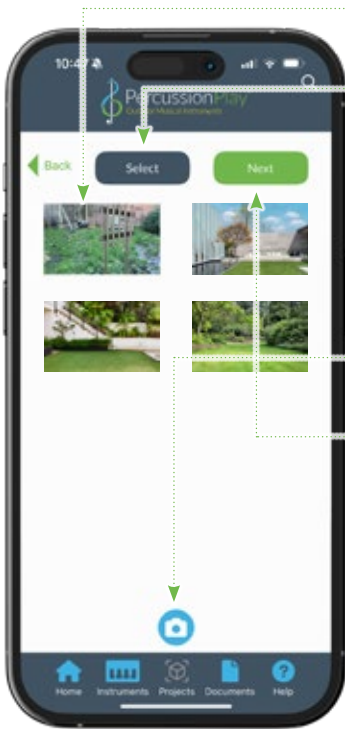 10:47
PercussionPlay
Outdoor Musical Instruments
Back
Select
Next
Home
Instruments
Projects
Documents
Help